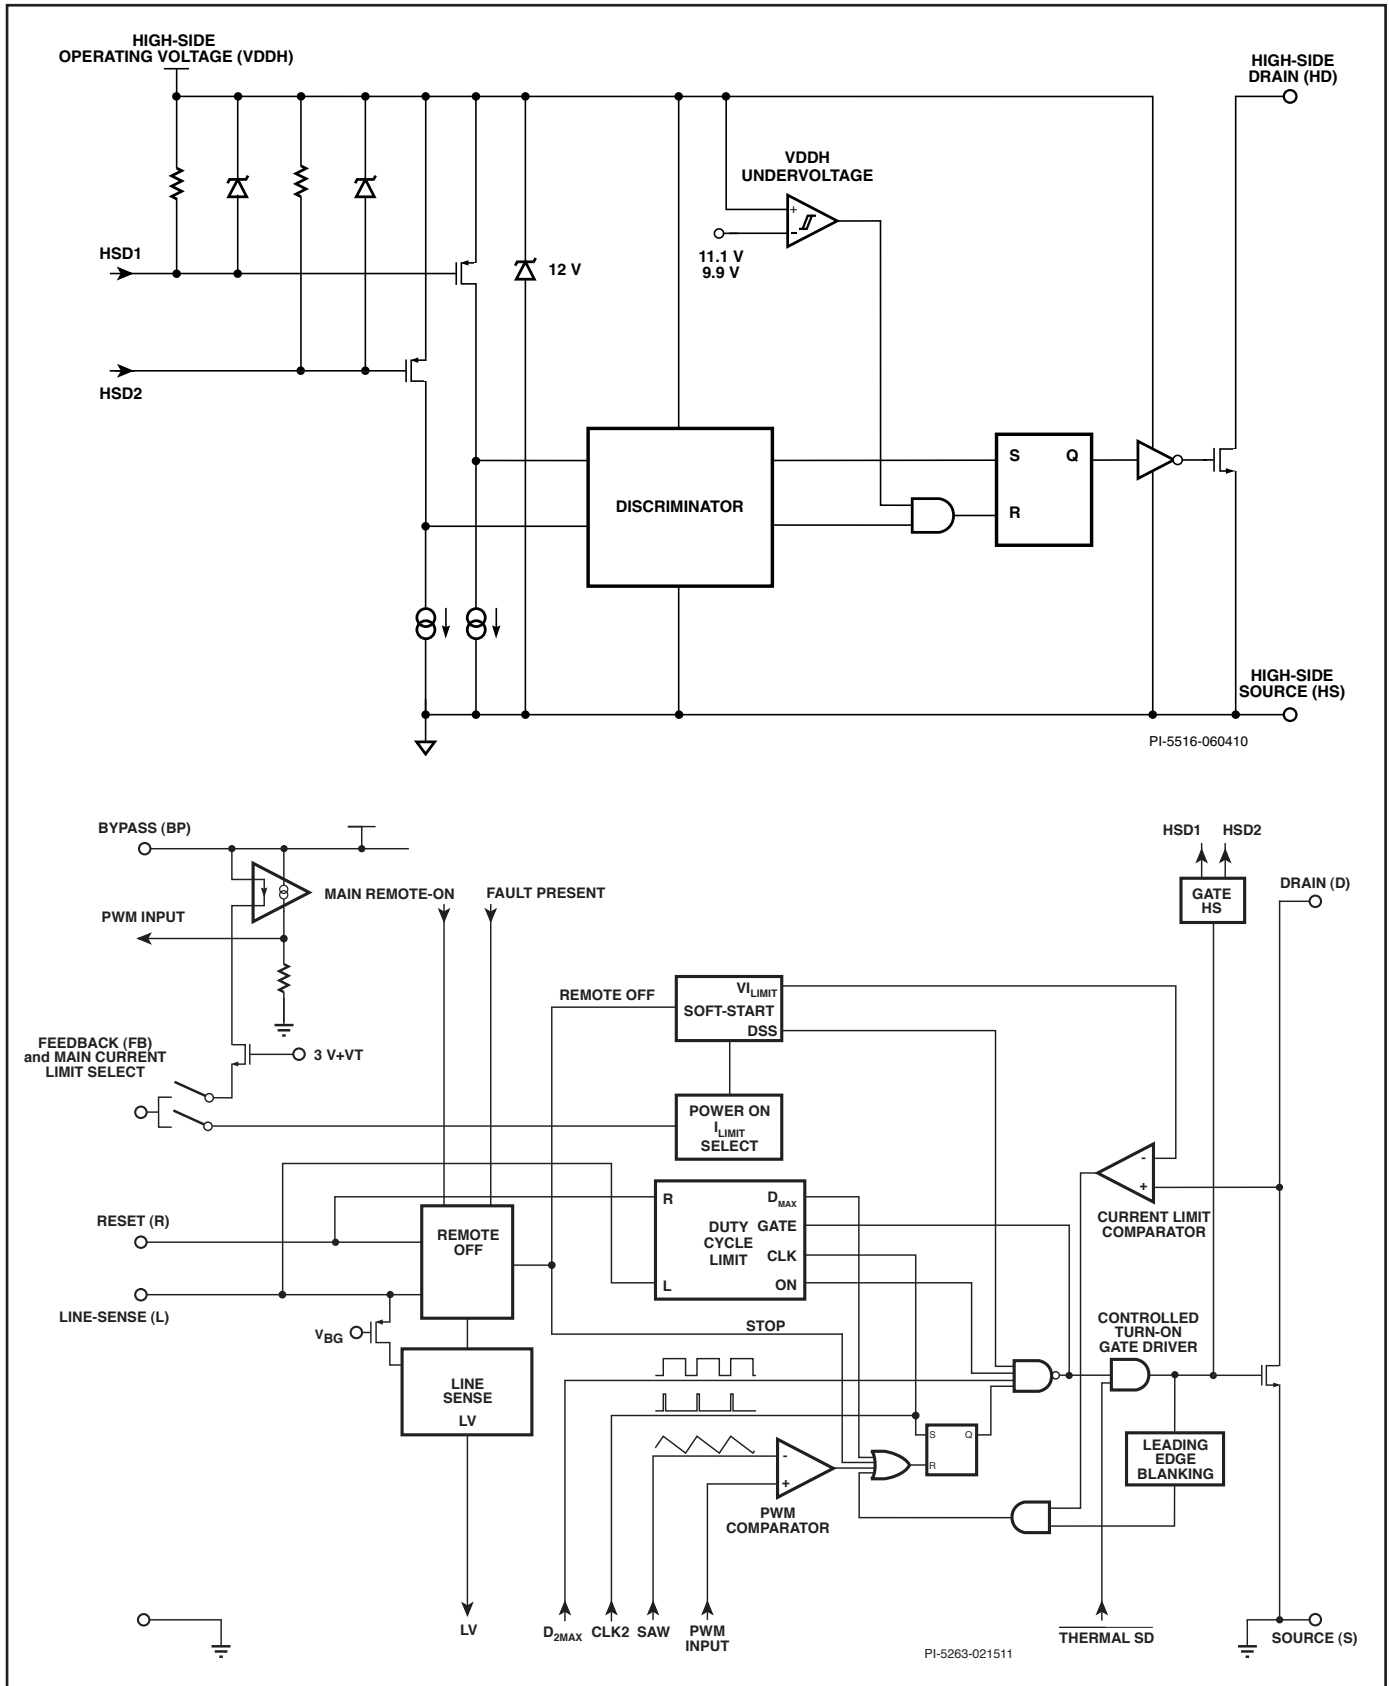 HIGH-SIDE
OPERATING VOLTAGE (VDDH)
HIGH-SIDE
DRAIN (HD)
VDDH
UNDERVOLTAGE
+
-
11.1 V
9.9 V
HSD1
12 V
HSD2
DISCRIMINATOR
S
Q
R
HIGH-SIDE
SOURCE (HS)
PI-5516-060410
BYPASS (BP)
PWM INPUT
MAIN REMOTE-ON
FAULT PRESENT
HSD1
HSD2
GATE
HS
DRAIN (D)
REMOTE OFF
VI_LIMIT
SOFT-START
DSS
FEEDBACK (FB)
and MAIN CURRENT
LIMIT SELECT
3 V+VT
POWER ON
I_LIMIT
SELECT
-
+
CURRENT LIMIT
COMPARATOR
RESET (R)
REMOTE
OFF
R
D_MAX
DUTY
CYCLE
LIMIT
GATE
CLK
L
ON
LINE-SENSE (L)
V_BG
STOP
CONTROLLED
TURN-ON
GATE DRIVER
LINE
SENSE
LV
S
Q
R
LEADING
EDGE
BLANKING
-
+
PWM
COMPARATOR
LV
D_2MAX
CLK2
SAW
PWM
INPUT
THERMAL SD
SOURCE (S)
PI-5263-021511